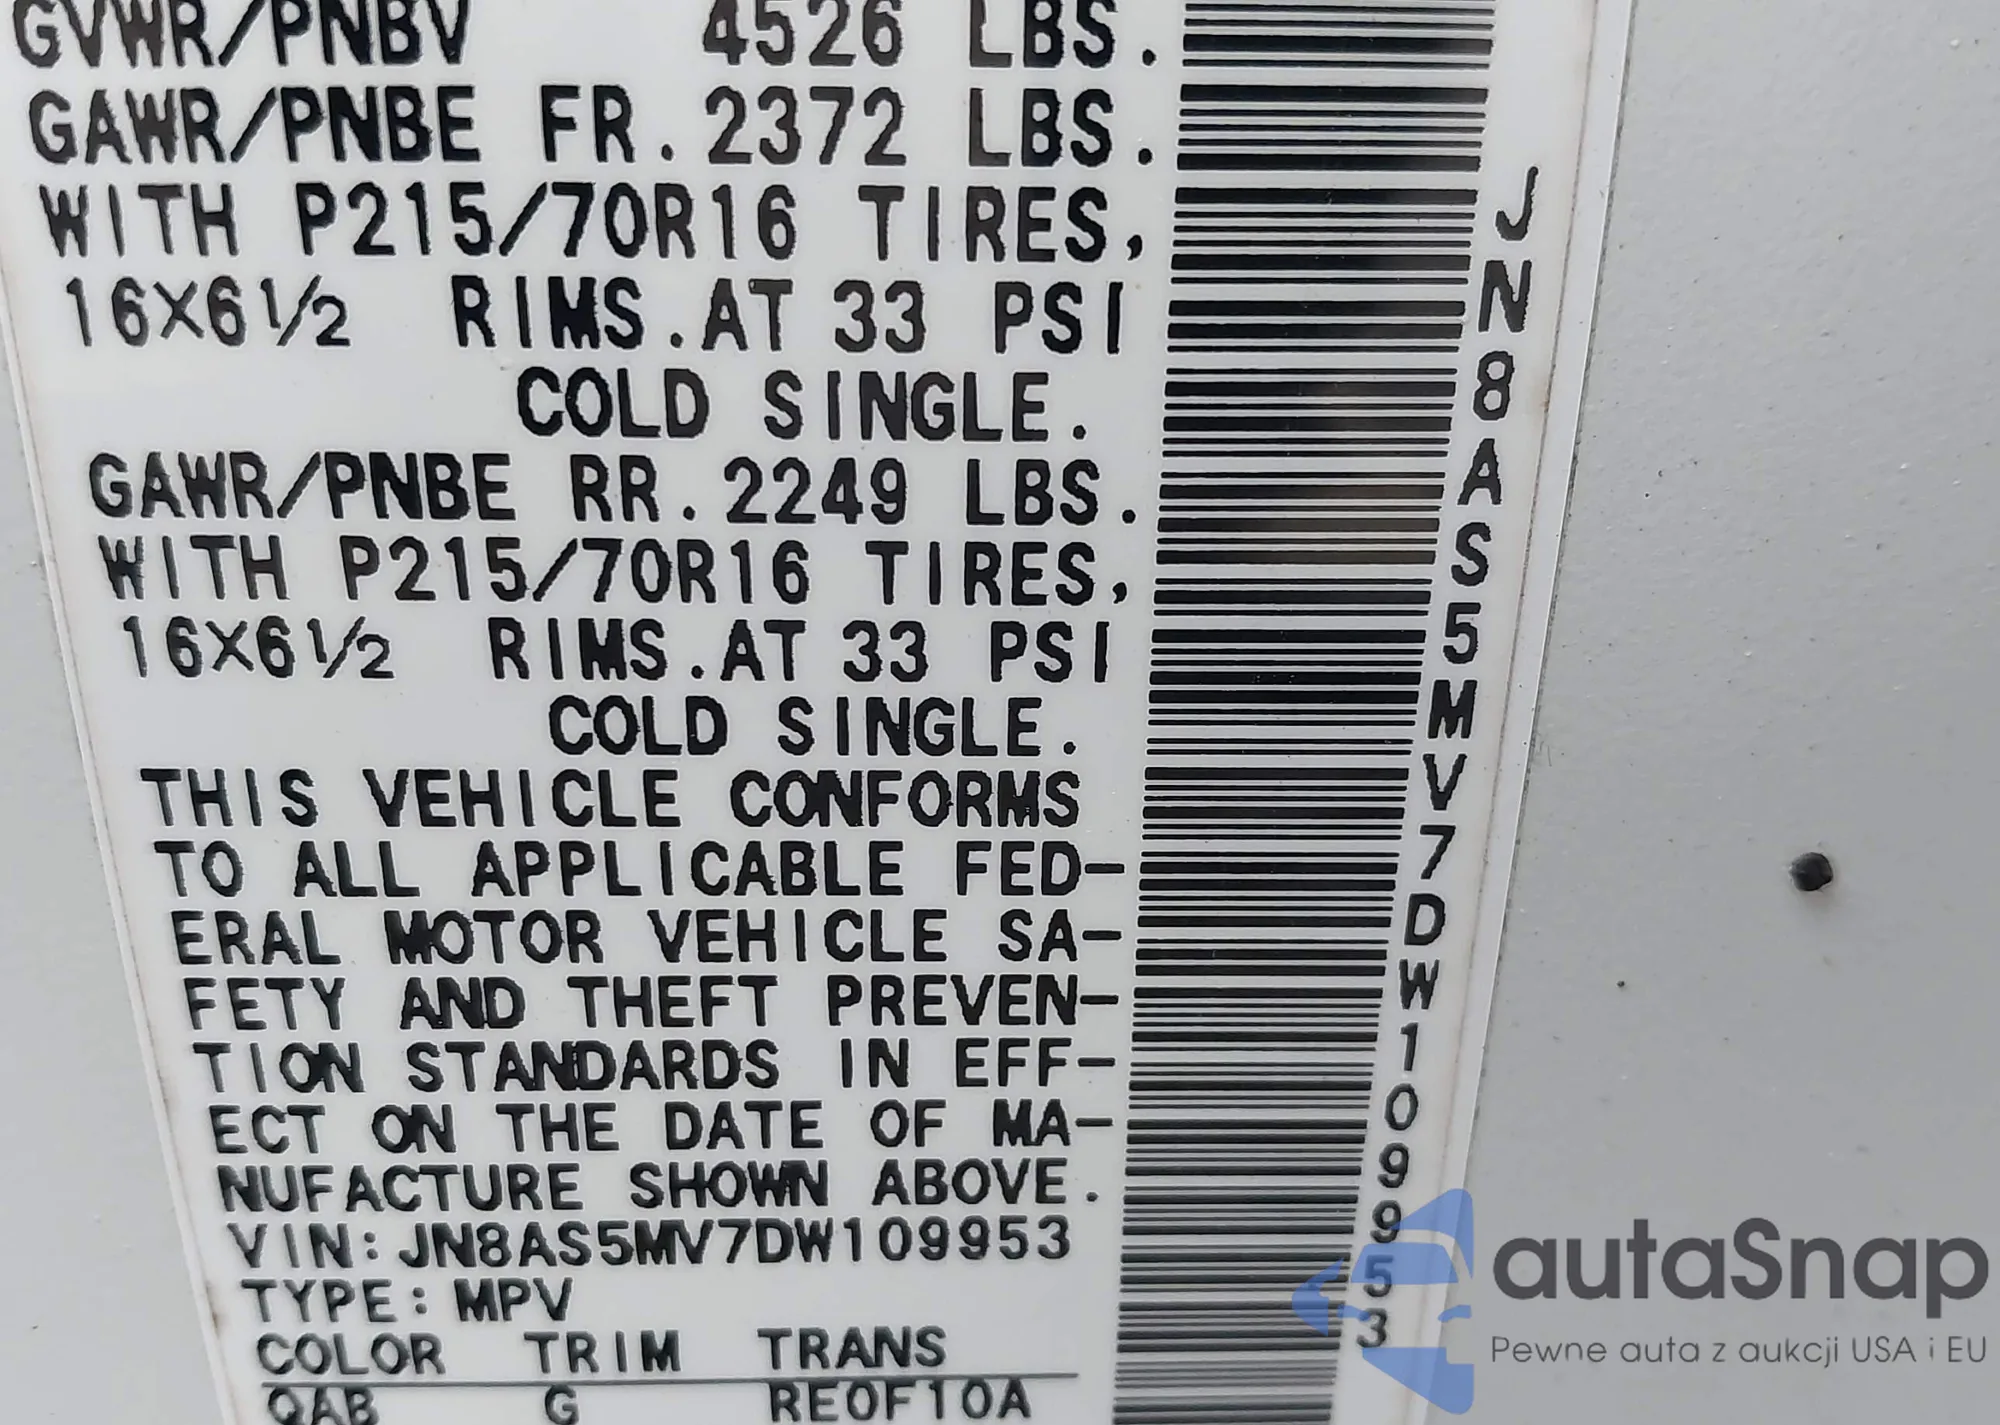 GVWR/PNBV 4526 LBS.
GAWR/PNBE FR.2372 LBS.
WITH P215/70R16 TIRES,
16X6½ RIMS.AT 33 PSI
COLD SINGLE.
GAWR/PNBE RR.2249 LBS.
WITH P215/70R16 TIRES,
16X6½ RIMS.AT 33 PSI
COLD SINGLE.
THIS VEHICLE CONFORMS
TO ALL APPLICABLE FED-
ERAL MOTOR VEHICLE SA-
FETY AND THEFT PREVEN-
TION STANDARDS IN EFF-
ECT ON THE DATE OF MA-
NUFACTURE SHOWN ABOVE.
VIN:JN8AS5MV7DW109953
TYPE:MPV
COLOR TRIM TRANS
QAB G RE0F10A
JN8AS5MV7DW109953
autaSnap
Pewne auta z aukcji USA i EU